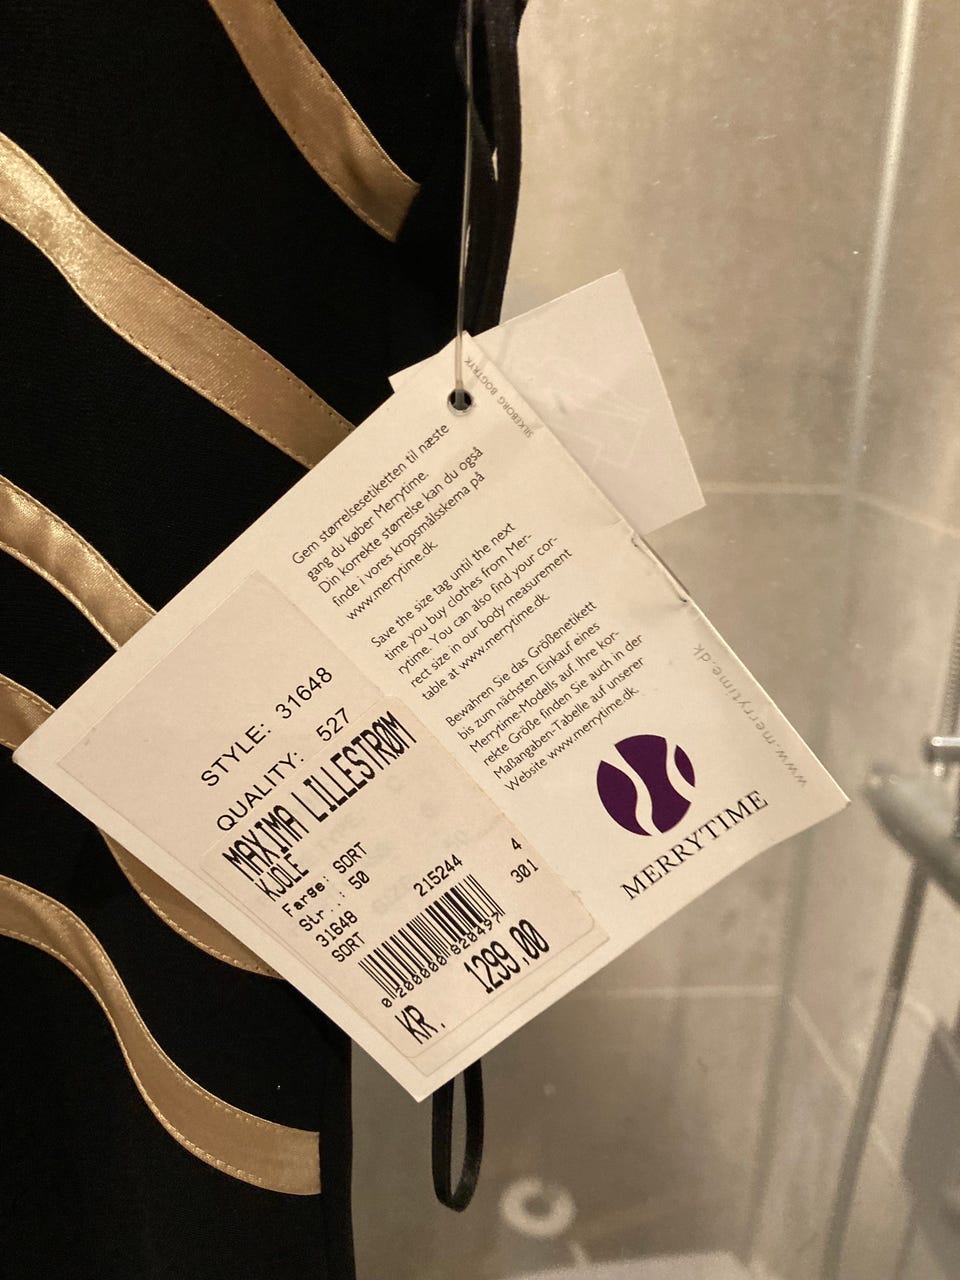 SILKEBORG BOGTRYK
Gem størrelsesetiketten til næste
gang du køber Merrytime.
Din korrekte størrelse kan du også
finde i vores kropsmålsskema på
www.merrytime.dk.
Save the size tag until the next
time you buy clothes from Mer-
rytime. You can also find your cor-
rect size in our body measurement
table at www.merrytime.dk.
Bewahren Sie das Größenetikett
bis zum nächsten Einkauf eines
Merrytime-Modells auf. Ihre kor-
rekte Größe finden Sie auch in der
Maßangaben-Tabelle auf unserer
Website www.merrytime.dk.
www.merrytime.dk
MERRYTIME
STYLE: 31648
QUALITY: 527
MAXIMA LILLESTRØM
KJOLE
Farge: SORT
Str..: 50
31648 215244 4
SORT 301
0 200000 820497
KR. 1299,00